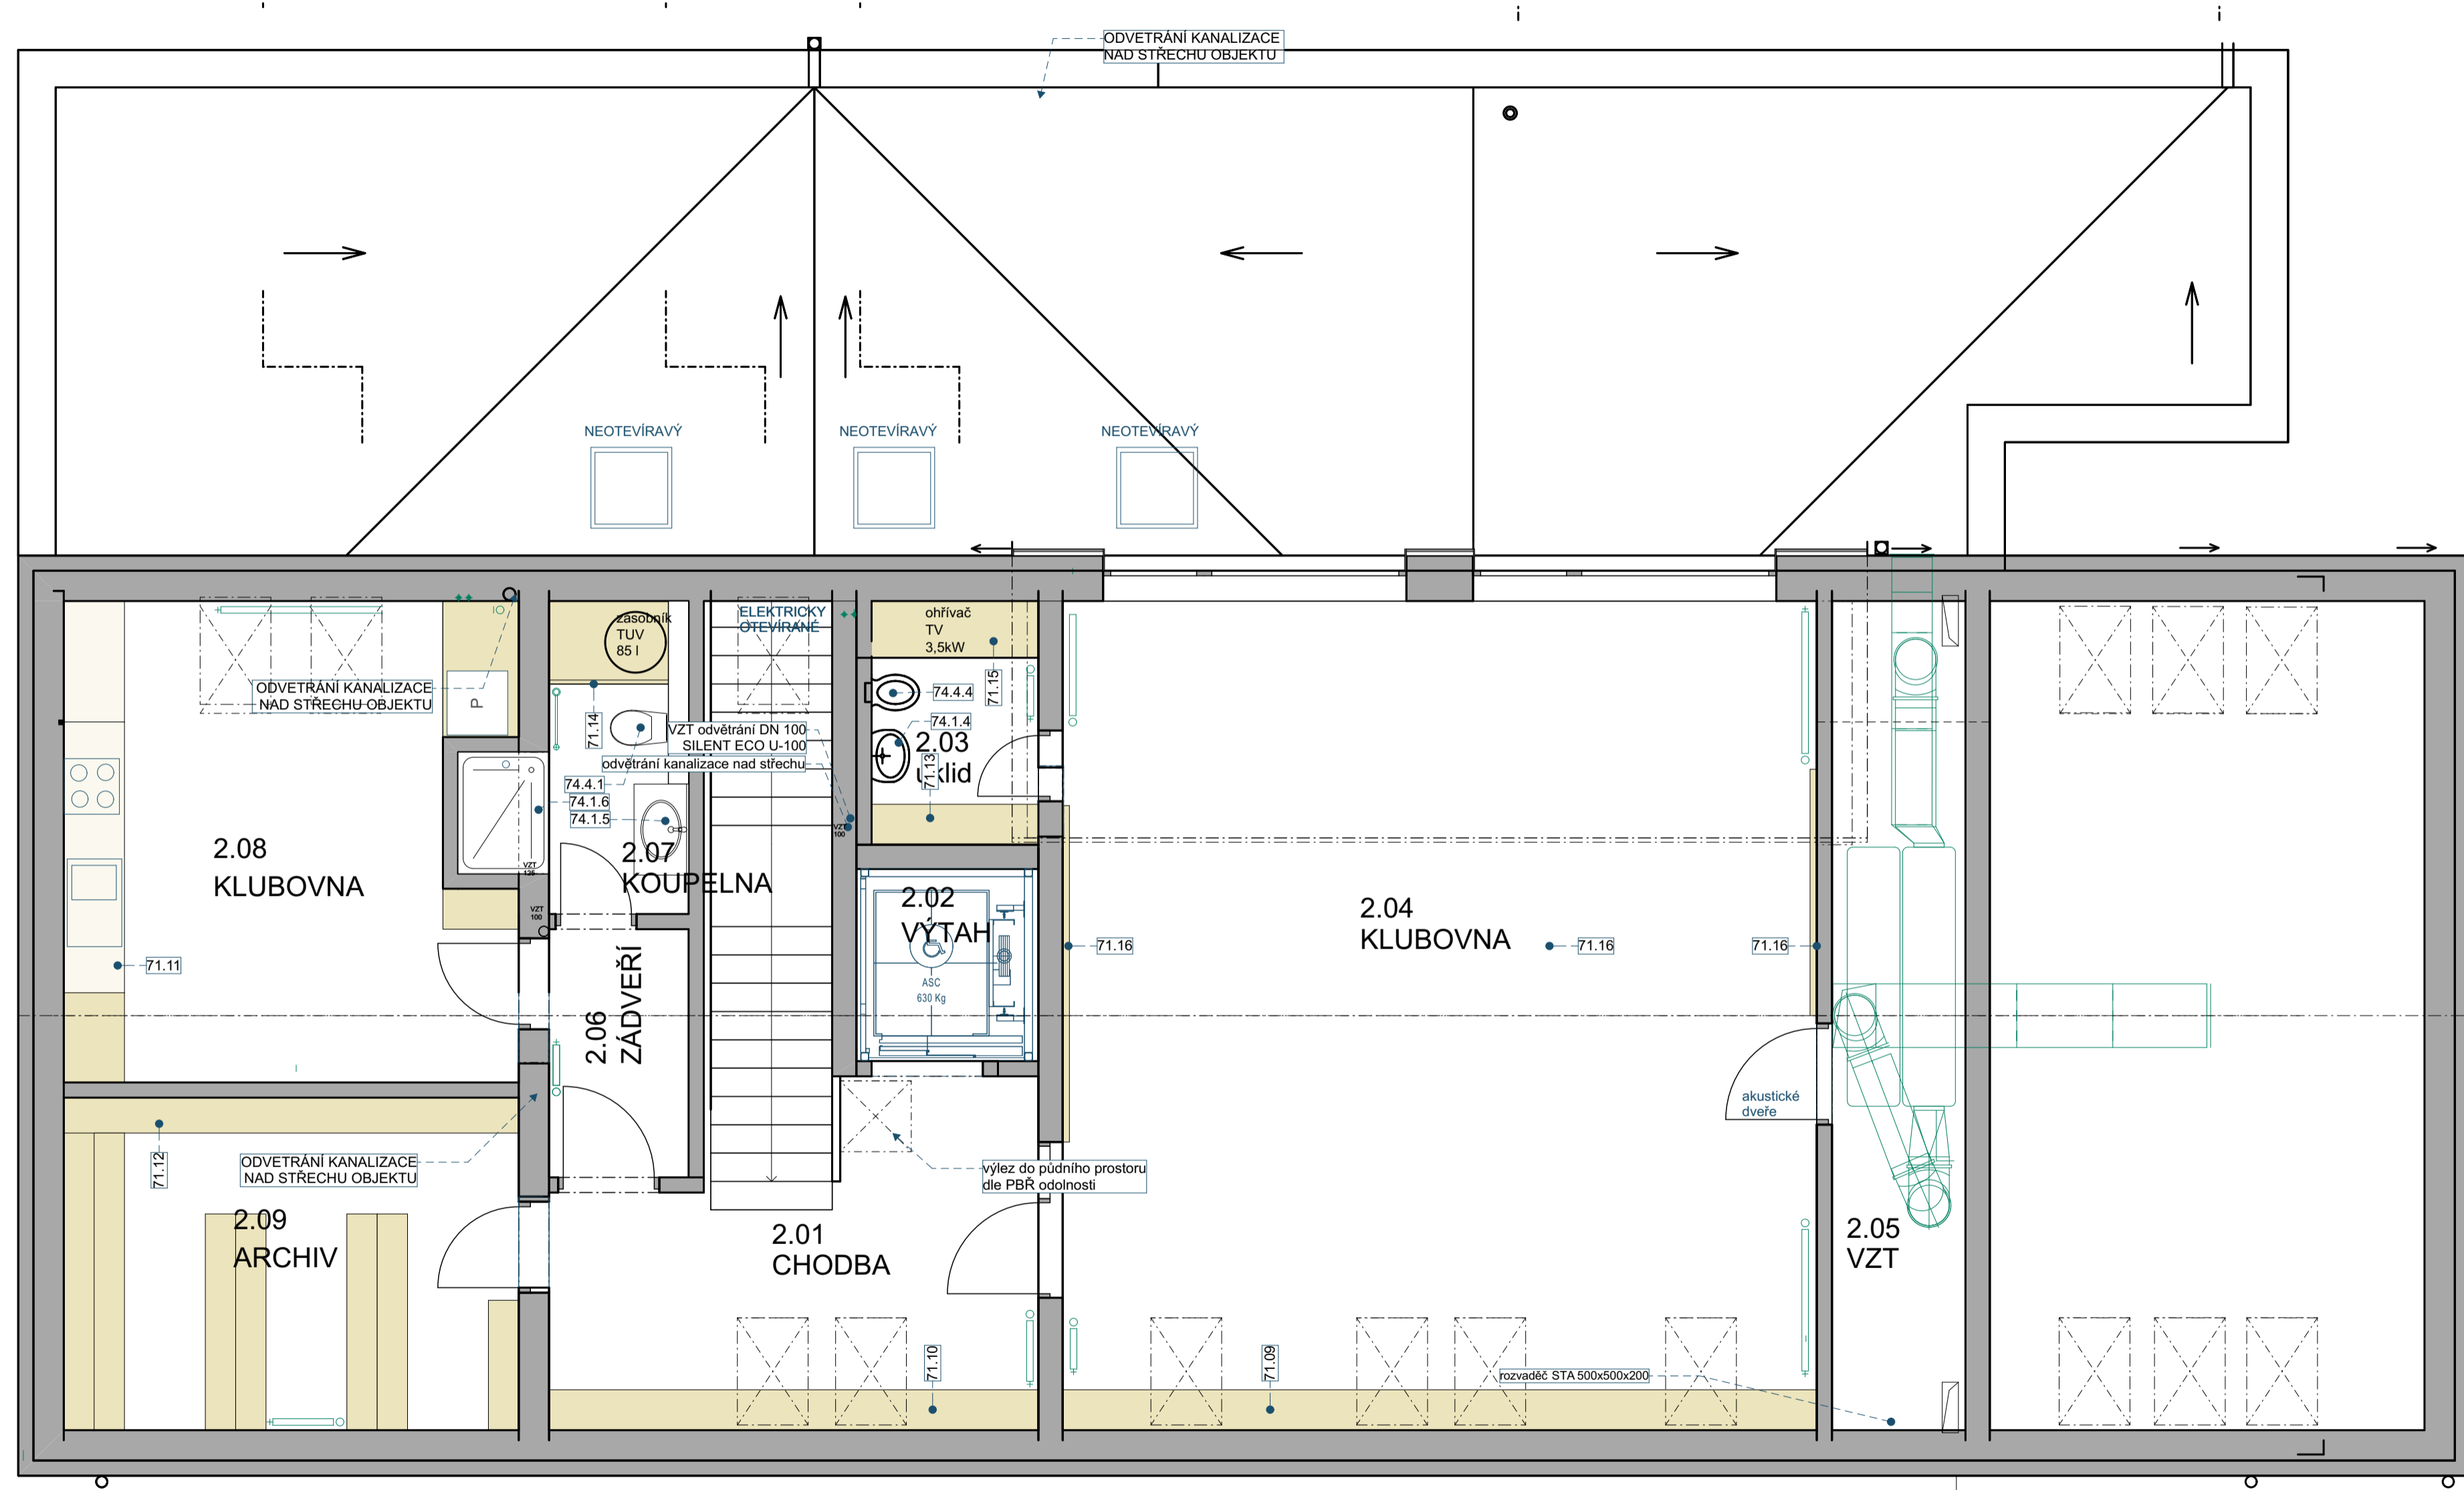 ODVETRÁNÍ KANALIZACE
NAD STŘECHU OBJEKTU
NEOTEVÍRAVÝ
NEOTEVÍRAVÝ
NEOTEVÍRAVÝ
ODVETRÁNÍ KANALIZACE
NAD STŘECHU OBJEKTU
P
zásobník
TUV
85 l
ELEKTRICKY
OTEVÍRANÉ
ohřívač
TV
3,5kW
71.15
74.4.4
74.1.4
2.03
úklid
71.13
71.14
VZT odvětrání DN 100
SILENT ECO U-100
odvětrání kanalizace nad střechu
74.4.1
74.1.6
74.1.5
VZT
100
VZT
125
VZT
100
2.08
KLUBOVNA
2.07
KOUPELNA
2.02
VÝTAH
ASC
630 Kg
2.04
KLUBOVNA
71.16
71.16
71.16
71.11
2.06
ZÁDVEŘÍ
akustické
dveře
71.12
ODVETRÁNÍ KANALIZACE
NAD STŘECHU OBJEKTU
výlez do půdního prostoru
dle PBŘ odolnosti
2.09
ARCHIV
2.01
CHODBA
2.05
VZT
71.10
71.09
rozvaděč STA 500x500x200